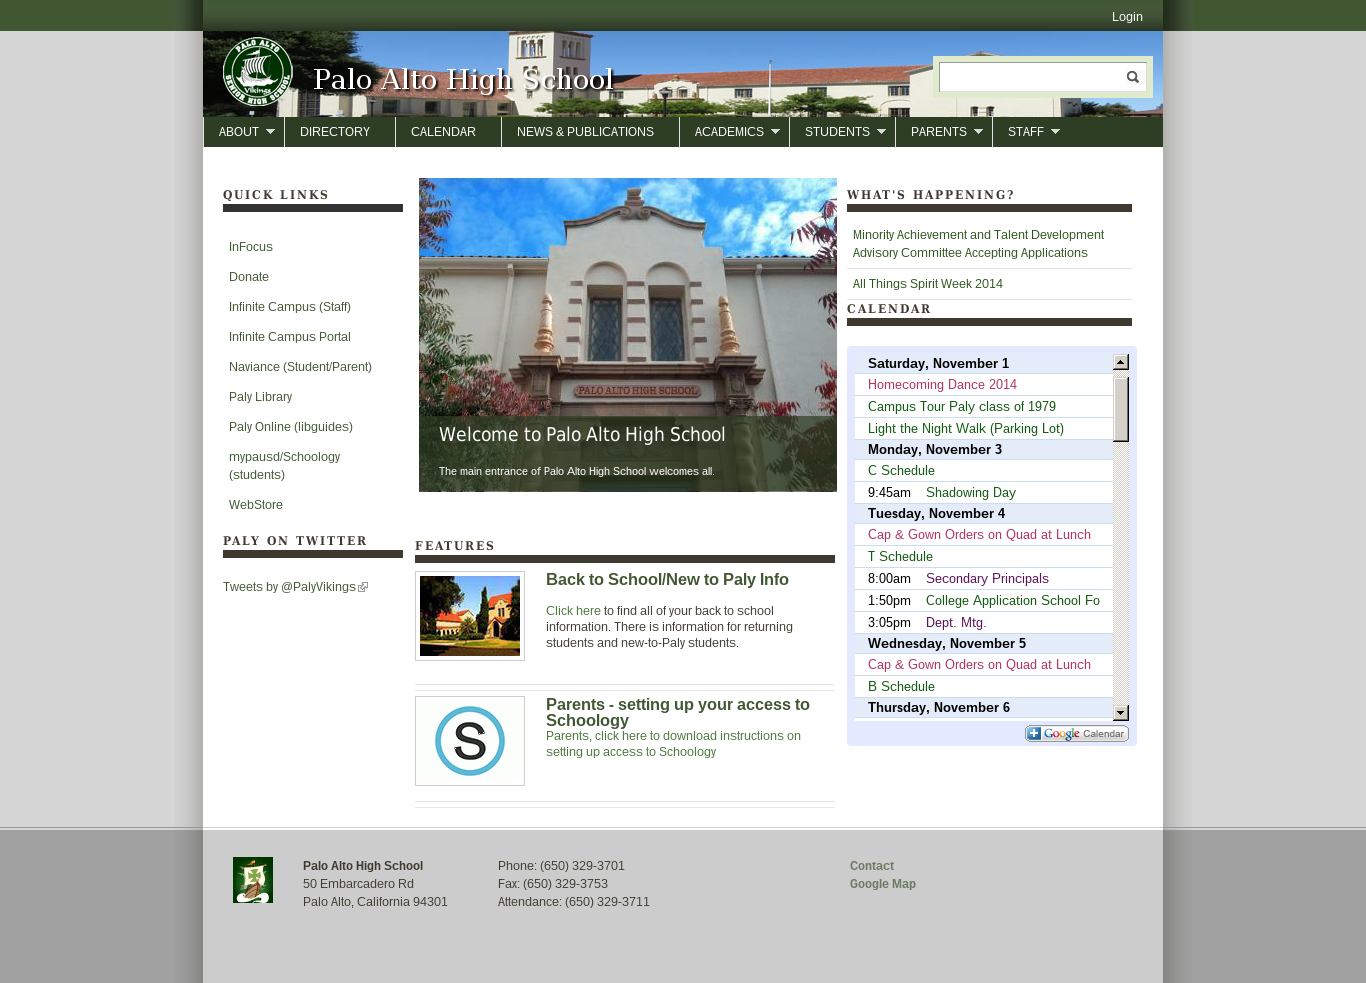 Login
PALO ALTO
Vikings
SENIOR HIGH SCHOOL
Palo Alto High School
ABOUT
DIRECTORY
CALENDAR
NEWS & PUBLICATIONS
ACADEMICS
STUDENTS
PARENTS
STAFF
QUICK LINKS
InFocus
Donate
Infinite Campus (Staff)
Infinite Campus Portal
Naviance (Student/Parent)
Paly Library
Paly Online (libguides)
mypausd/Schoology
(students)
WebStore
PALY ON TWITTER
Tweets by @PalyVikings
PALO ALTO HIGH SCHOOL
Welcome to Palo Alto High School
The main entrance of Palo Alto High School welcomes all.
FEATURES
Back to School/New to Paly Info
Click here to find all of your back to school
information. There is information for returning
students and new-to-Paly students.
S
Parents - setting up your access to
Schoology
Parents, click here to download instructions on
setting up access to Schoology
WHAT'S HAPPENING?
Minority Achievement and Talent Development
Advisory Committee Accepting Applications
All Things Spirit Week 2014
CALENDAR
Saturday, November 1
Homecoming Dance 2014
Campus Tour Paly class of 1979
Light the Night Walk (Parking Lot)
Monday, November 3
C Schedule
9:45am Shadowing Day
Tuesday, November 4
Cap & Gown Orders on Quad at Lunch
T Schedule
8:00am Secondary Principals
1:50pm College Application School Fo
3:05pm Dept. Mtg.
Wednesday, November 5
Cap & Gown Orders on Quad at Lunch
B Schedule
Thursday, November 6
Google Calendar
Palo Alto High School
50 Embarcadero Rd
Palo Alto, California 94301
Phone: (650) 329-3701
Fax: (650) 329-3753
Attendance: (650) 329-3711
Contact
Google Map